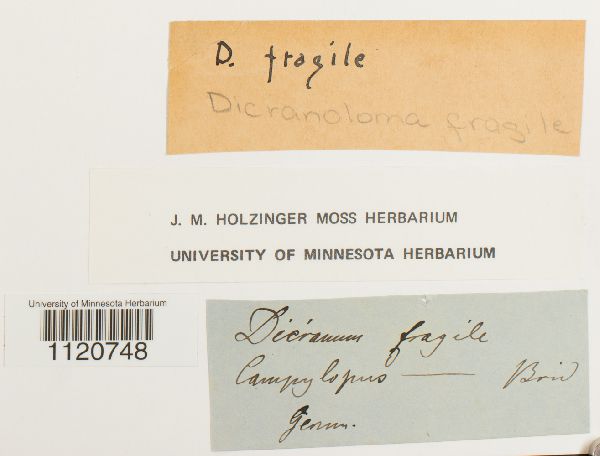 D. fragile
Dicranoloma fragile
J. M. HOLZINGER MOSS HERBARIUM
UNIVERSITY OF MINNESOTA HERBARIUM
University of Minnesota Herbarium
1120748
Dicranum fragile
Campylopus — Brid
Germ.